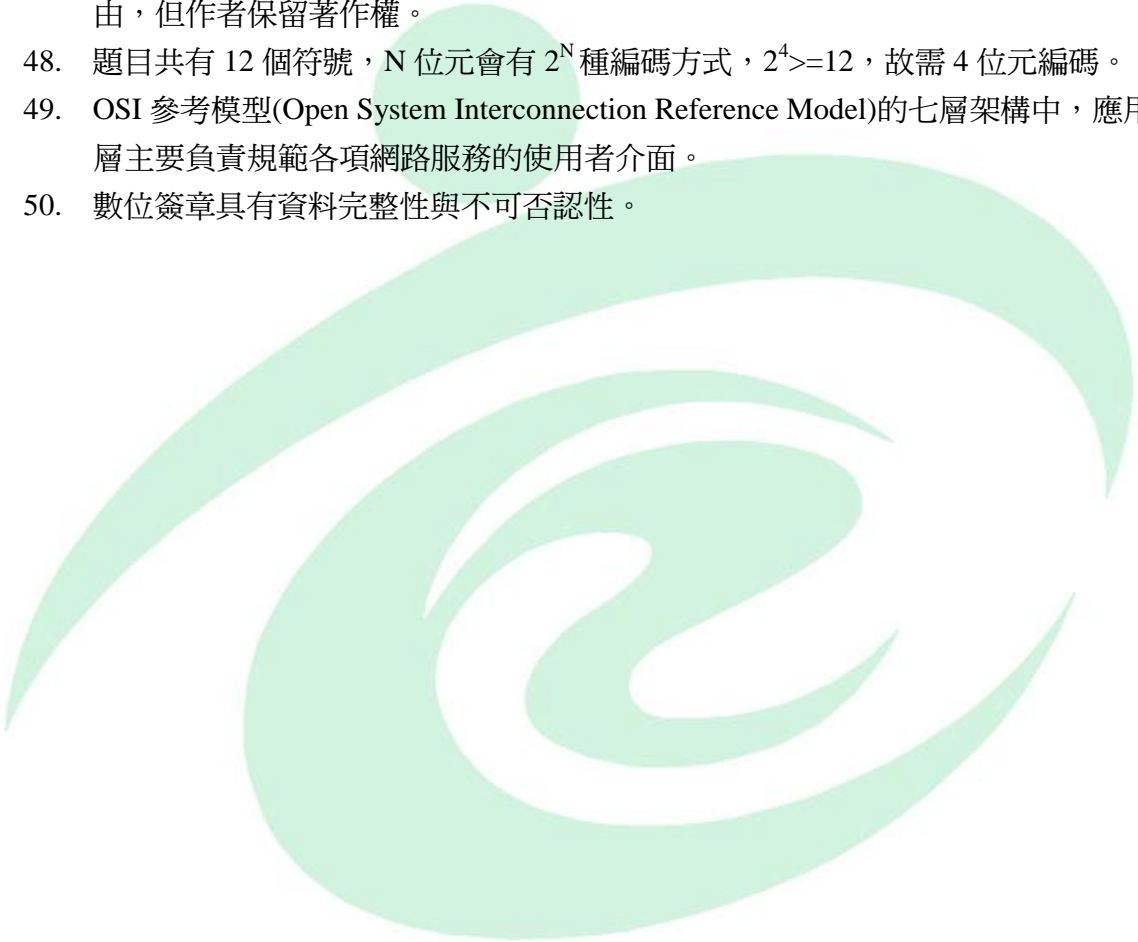 由，但作者保留著作權。
48. 題目共有 12 個符號，N 位元會有 2^N 種編碼方式，2^4>=12，故需 4 位元編碼。
49. OSI 參考模型(Open System Interconnection Reference Model)的七層架構中，應用
層主要負責規範各項網路服務的使用者介面。
50. 數位簽章具有資料完整性與不可否認性。